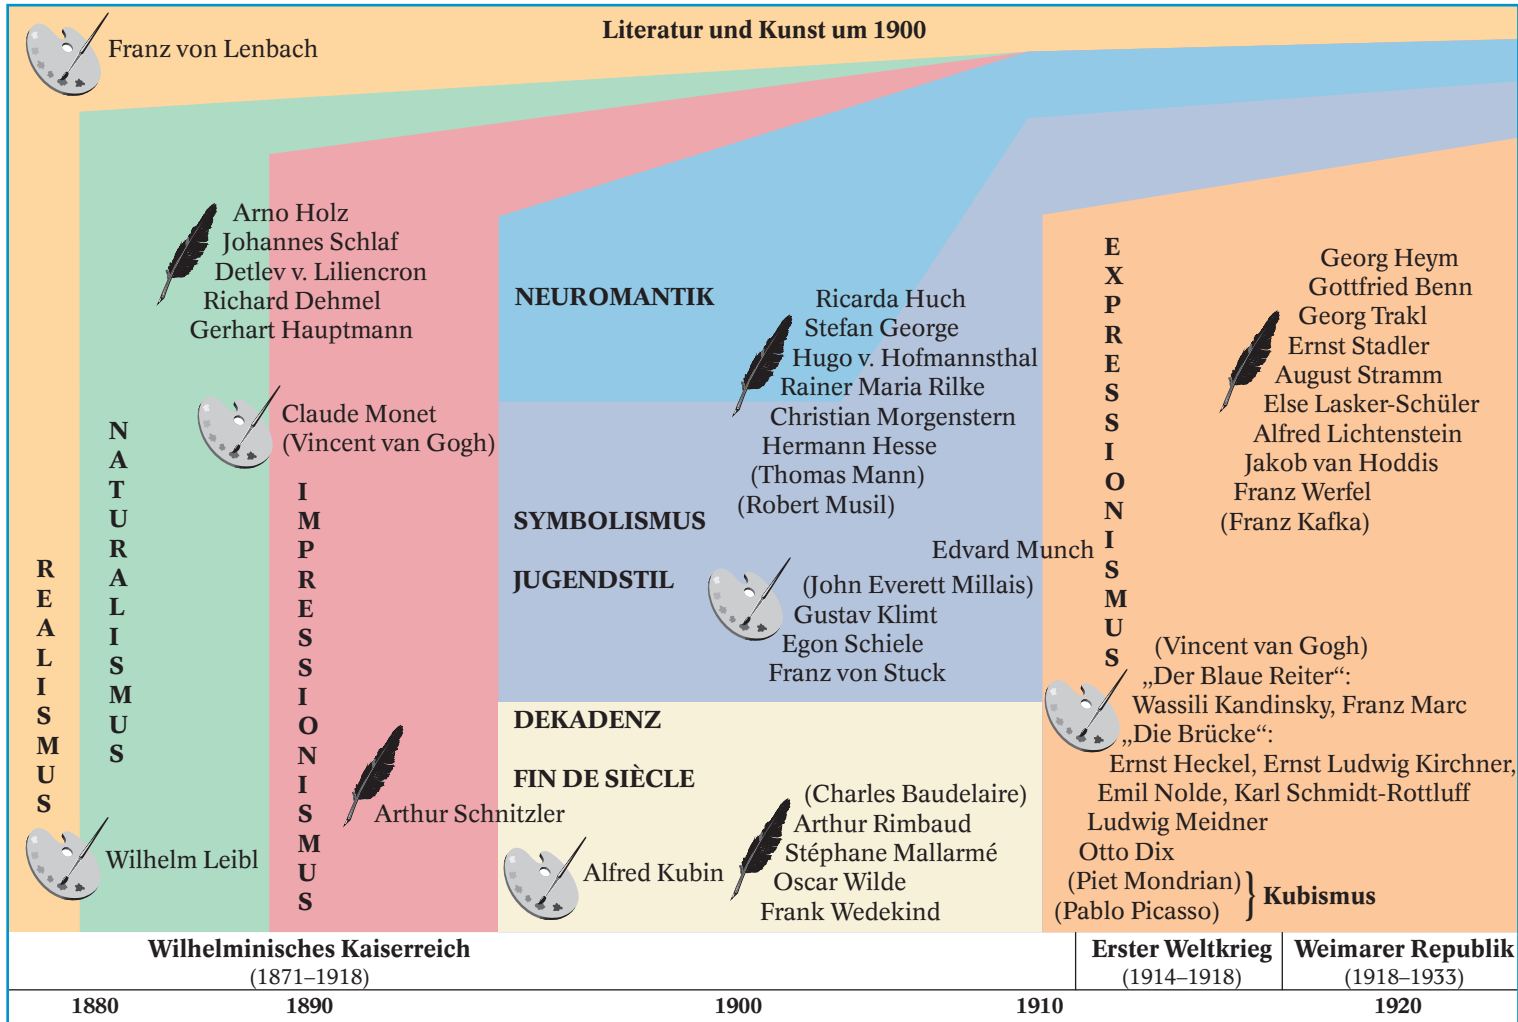 Literatur und Kunst um 1900
Franz von Lenbach
REALISMUS
Wilhelm Leibl
NATURALISMUS
Arno Holz
Johannes Schlaf
Detlev v. Liliencron
Richard Dehmel
Gerhart Hauptmann
Claude Monet
(Vincent van Gogh)
IMPRESSIONISMUS
Arthur Schnitzler
NEUROMANTIK
Ricarda Huch
Stefan George
Hugo v. Hofmannsthal
Rainer Maria Rilke
Christian Morgenstern
Hermann Hesse
(Thomas Mann)
(Robert Musil)
SYMBOLISMUS
JUGENDSTIL
Edvard Munch
(John Everett Millais)
Gustav Klimt
Egon Schiele
Franz von Stuck
DEKADENZ
FIN DE SIÈCLE
Alfred Kubin
(Charles Baudelaire)
Arthur Rimbaud
Stéphane Mallarmé
Oscar Wilde
Frank Wedekind
EXPRESSIONISMUS
Georg Heym
Gottfried Benn
Georg Trakl
Ernst Stadler
August Stramm
Else Lasker-Schüler
Alfred Lichtenstein
Jakob van Hoddis
Franz Werfel
(Franz Kafka)
(Vincent van Gogh)
„Der Blaue Reiter“:
Wassili Kandinsky, Franz Marc
„Die Brücke“:
Ernst Heckel, Ernst Ludwig Kirchner,
Emil Nolde, Karl Schmidt-Rottluff
Ludwig Meidner
Otto Dix
(Piet Mondrian)
(Pablo Picasso)
Kubismus
Wilhelminisches Kaiserreich
(1871–1918)
Erster Weltkrieg
(1914–1918)
Weimarer Republik
(1918–1933)
1880 1890 1900 1910 1920